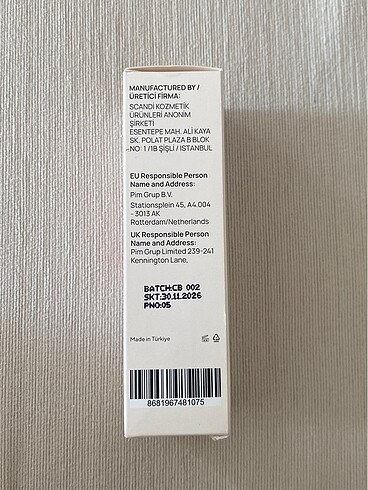 MANUFACTURED BY /
ÜRETİCİ FİRMA:
SCANDİ KOZMETİK
ÜRÜNLERİ ANONİM
ŞİRKETİ
ESENTEPE MAH. ALİ KAYA
SK. POLAT PLAZA B BLOK
NO: 1 /1B ŞİŞLİ / İSTANBUL
EU Responsible Person
Name and Address:
Pim Grup B.V.
Stationsplein 45, A4.004
- 3013 AK
Rotterdam/Netherlands
UK Responsible Person
Name and Address:
Pim Grup Limited 239-241
Kennington Lane,
BATCH:CB 002
SKT:30.11.2026
PNO:05
Made in Türkiye
8681967481075